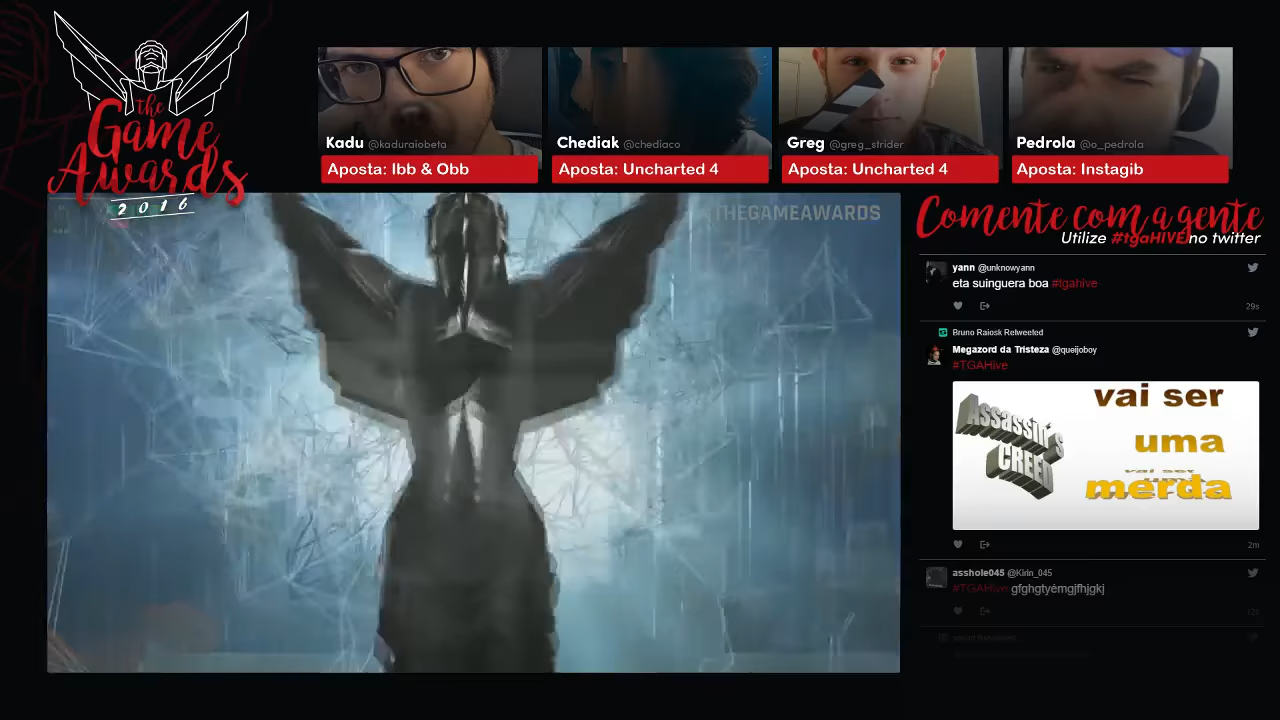 the
Game
Awards
2016
Kadu @kaduraiobeta
Aposta: Ibb & Obb
Chediak @chediaco
Aposta: Uncharted 4
Greg @greg_strider
Aposta: Uncharted 4
Pedrola @o_pedrola
Aposta: Instagib
#THEGAMEAWARDS
Comente com a gente
Utilize #tgaHIVE no twitter
yann @unknowyann
eta suinguera boa #tgahive
29s
Bruno Raiosk Retweeted
Megazord da Tristeza @queijoboy
#TGAHive
ASSASSIN'S
CREED
vai ser
uma
merda
2m
asshole045 @Kirin_045
#TGAHive gfghgtyêmgjfhjgkj